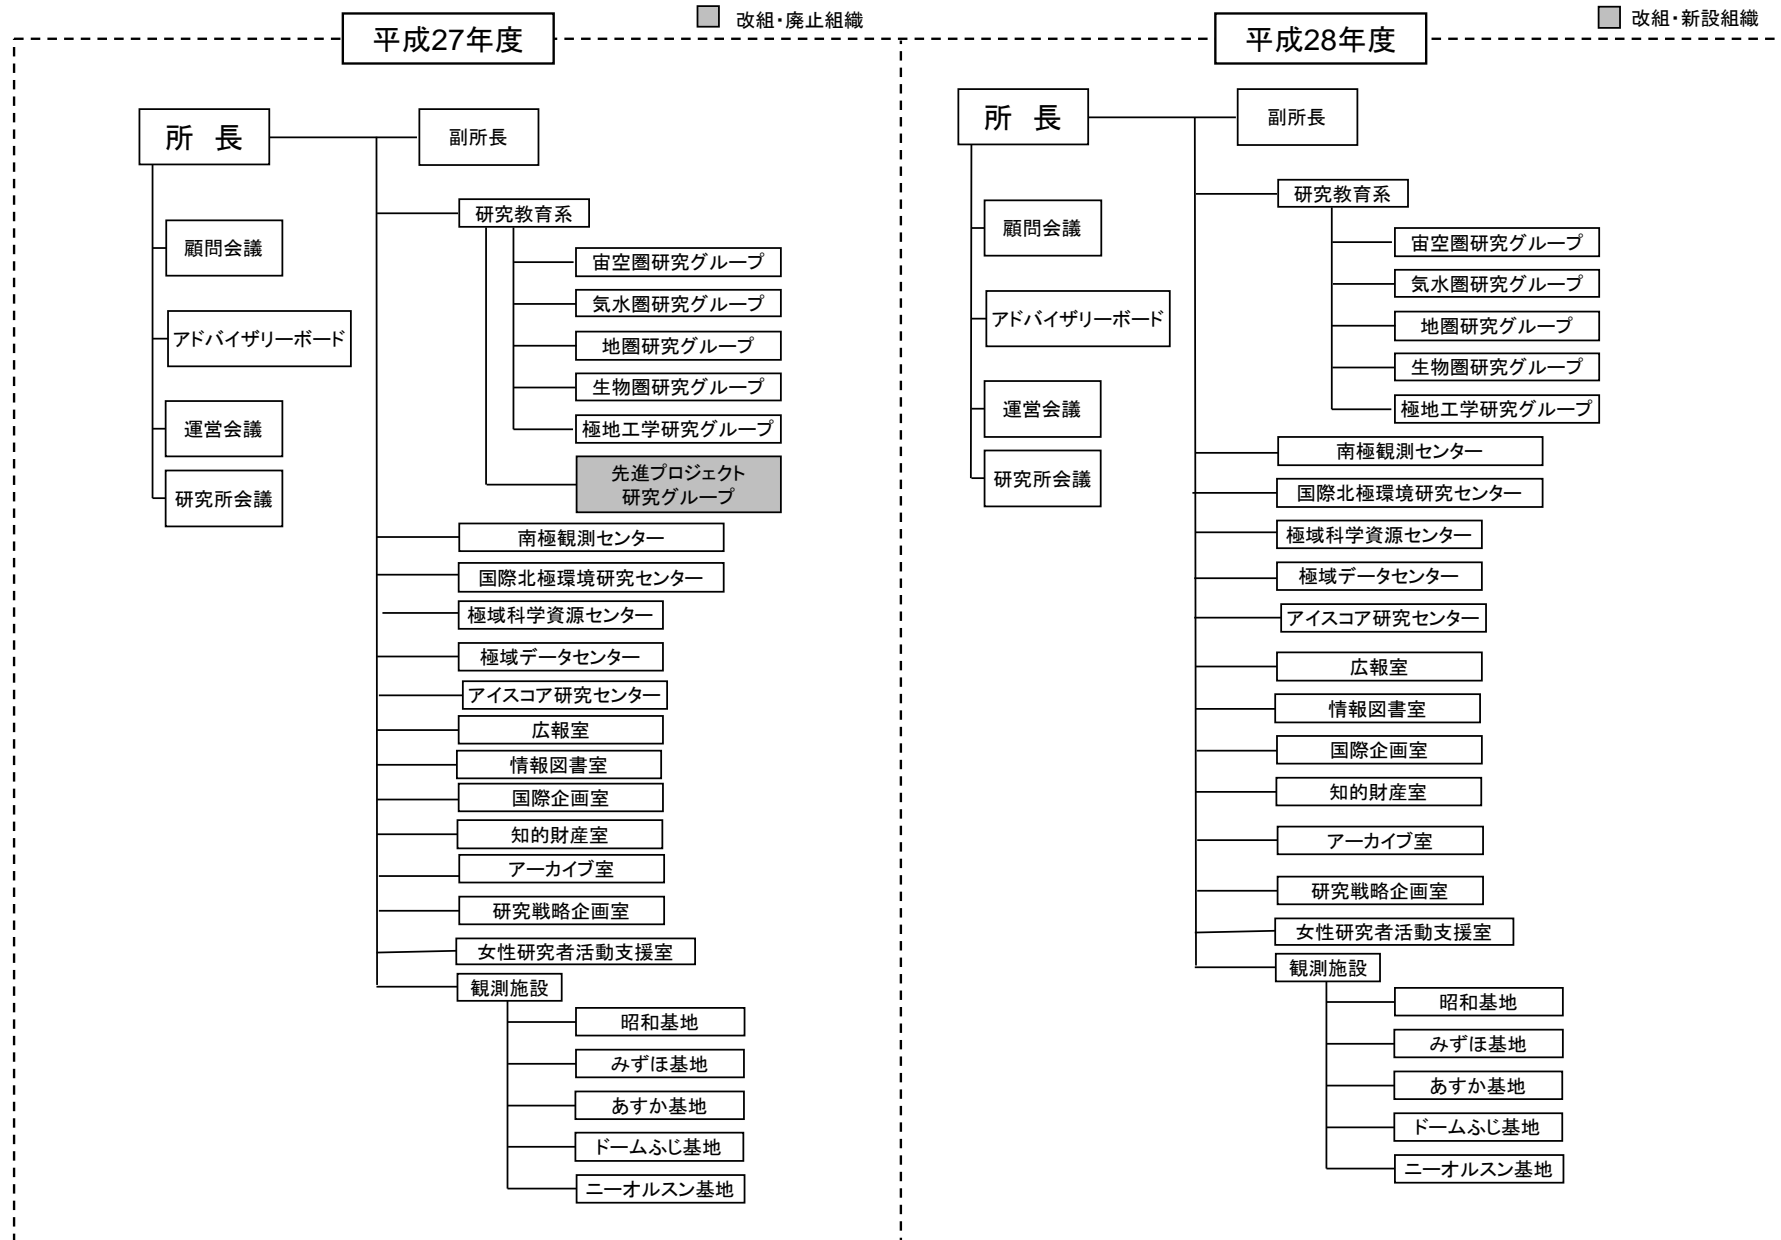 平成27年度
改組・廃止組織
所 長
副所長
顧問会議
アドバイザリーボード
運営会議
研究所会議
研究教育系
宙空圏研究グループ
気水圏研究グループ
地圏研究グループ
生物圏研究グループ
極地工学研究グループ
先進プロジェクト
研究グループ
南極観測センター
国際北極環境研究センター
極域科学資源センター
極域データセンター
アイスコア研究センター
広報室
情報図書室
国際企画室
知的財産室
アーカイブ室
研究戦略企画室
女性研究者活動支援室
観測施設
昭和基地
みずほ基地
あすか基地
ドームふじ基地
ニーオルスン基地
平成28年度
改組・新設組織
所 長
副所長
顧問会議
アドバイザリーボード
運営会議
研究所会議
研究教育系
宙空圏研究グループ
気水圏研究グループ
地圏研究グループ
生物圏研究グループ
極地工学研究グループ
南極観測センター
国際北極環境研究センター
極域科学資源センター
極域データセンター
アイスコア研究センター
広報室
情報図書室
国際企画室
知的財産室
アーカイブ室
研究戦略企画室
女性研究者活動支援室
観測施設
昭和基地
みずほ基地
あすか基地
ドームふじ基地
ニーオルスン基地